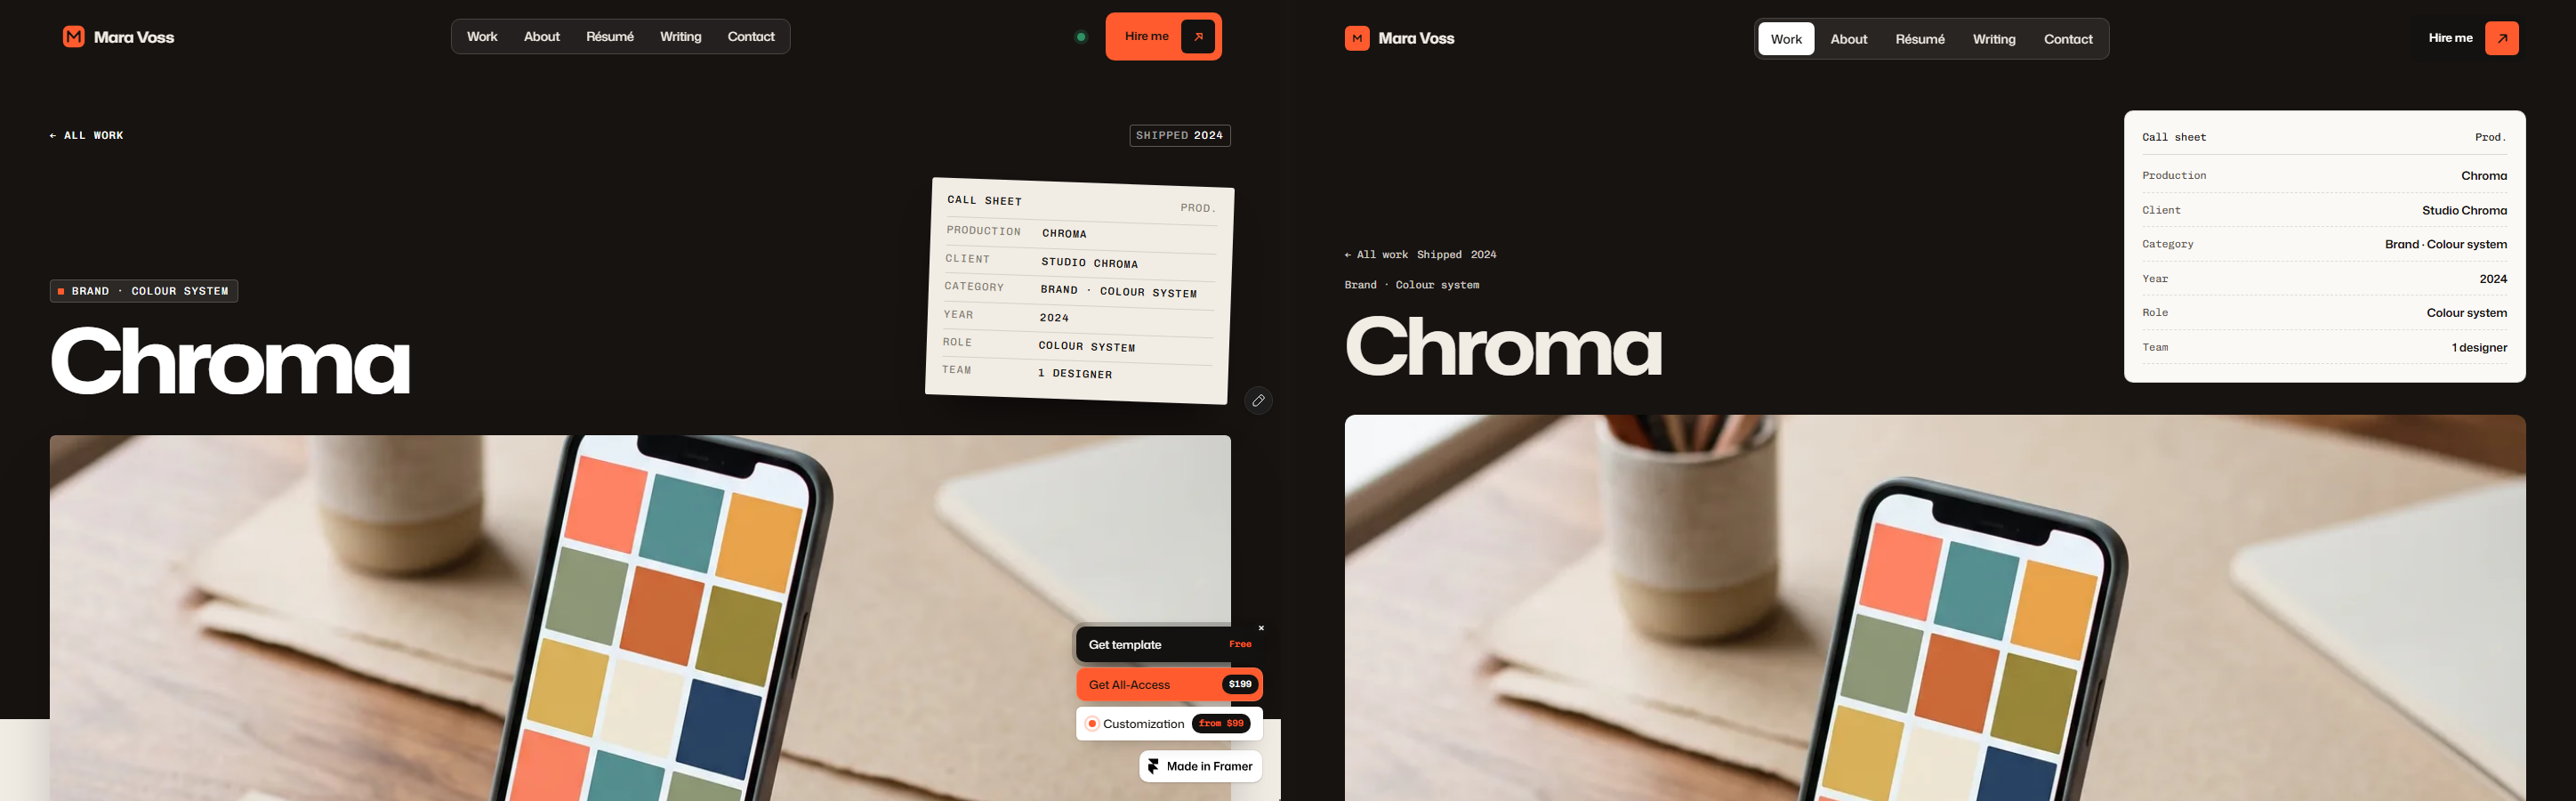 Mara Voss
Work About Résumé Writing Contact
Hire me
← ALL WORK
SHIPPED 2024
CALL SHEET PROD.
PRODUCTION CHROMA
CLIENT STUDIO CHROMA
CATEGORY BRAND · COLOUR SYSTEM
YEAR 2024
ROLE COLOUR SYSTEM
TEAM 1 DESIGNER
BRAND · COLOUR SYSTEM
Chroma
Get template Free
Get All-Access $199
Customization from $99
Made in Framer
M Mara Voss
Work About Résumé Writing Contact
Hire me
Call sheet Prod.
Production Chroma
Client Studio Chroma
Category Brand · Colour system
Year 2024
Role Colour system
Team 1 designer
← All work Shipped 2024
Brand · Colour system
Chroma